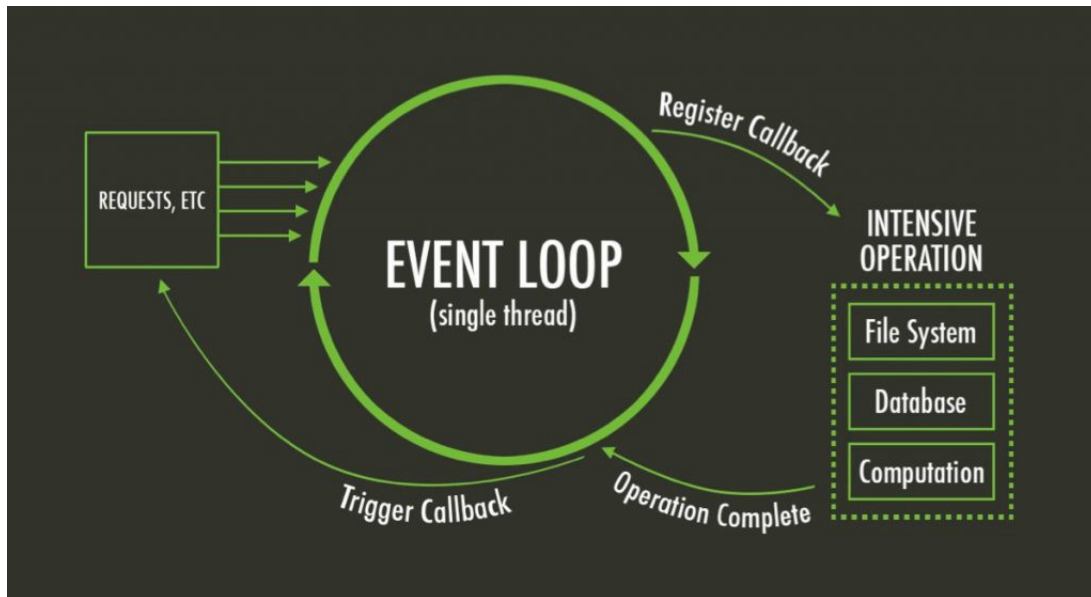 REQUESTS, ETC
EVENT LOOP
(single thread)
Register Callback
INTENSIVE
OPERATION
File System
Database
Computation
Operation Complete
Trigger Callback